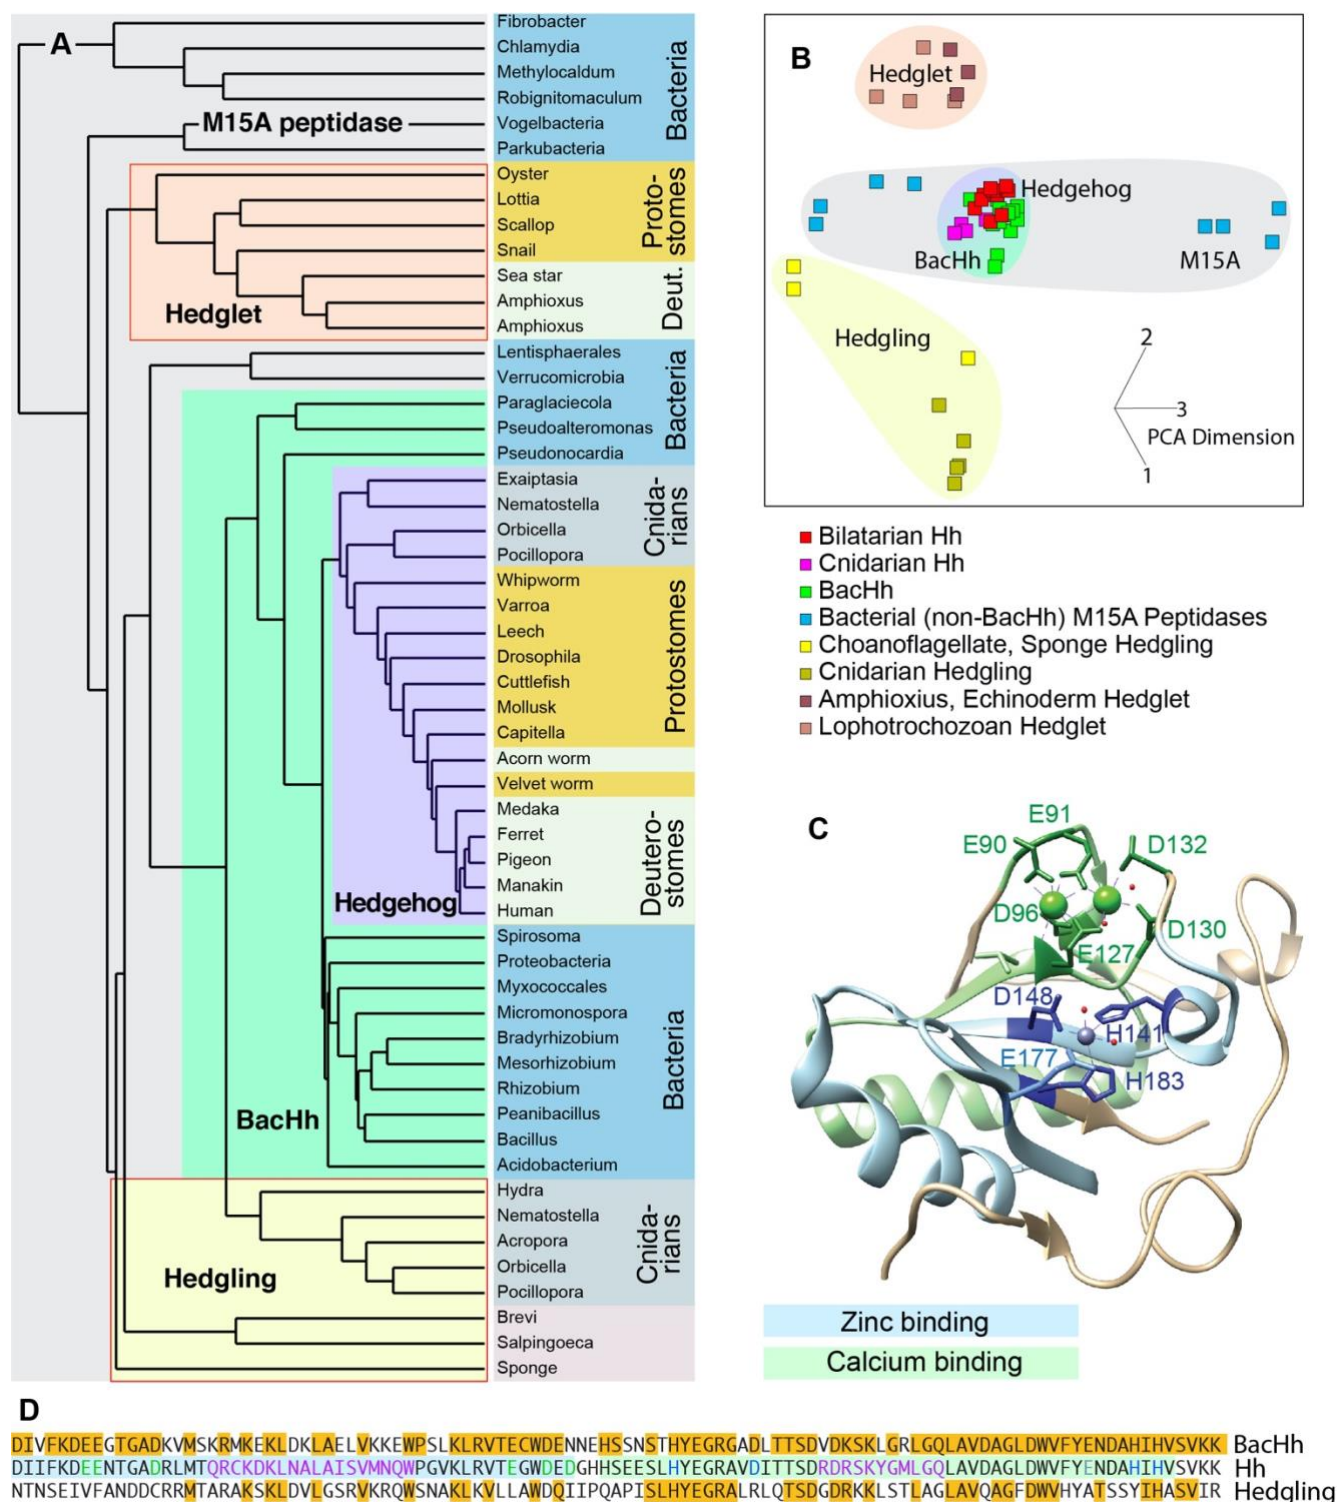 A
Fibrobacter
Chlamydia
Methylocaldum
Robignitomaculum
Vogelbacteria
Parkubacteria
Bacteria
M15A peptidase
Oyster
Lottia
Scallop
Snail
Proto-
stomes
Sea star
Amphioxus
Amphioxus
Deut.
Hedglet
Lentisphaerales
Verrucomicrobia
Paraglaciecola
Pseudoalteromonas
Pseudonocardia
Bacteria
Exaiptasia
Nematostella
Orbicella
Pocillopora
Cnida-
rians
Whipworm
Varroa
Leech
Drosophila
Cuttlefish
Mollusk
Capitella
Protostomes
Acorn worm
Velvet worm
Medaka
Ferret
Pigeon
Manakin
Human
Deutero-
stomes
Hedgehog
Spirosoma
Proteobacteria
Myxococcales
Micromonospora
Bradyrhizobium
Mesorhizobium
Rhizobium
Peanibacillus
Bacillus
Acidobacterium
Bacteria
BacHh
Hydra
Nematostella
Acropora
Orbicella
Pocillopora
Cnida-
rians
Hedgling
Brevi
Salpingoeca
Sponge
B
Hedglet
Hedgehog
BacHh
M15A
Hedgling
2
3
PCA Dimension
1
Bilatarian Hh
Cnidarian Hh
BacHh
Bacterial (non-BacHh) M15A Peptidases
Choanoflagellate, Sponge Hedgling
Cnidarian Hedgling
Amphioxius, Echinoderm Hedglet
Lophotrochozoan Hedglet
C
E91
E90
D132
D96
D130
E127
D148
H141
E177
H183
Zinc binding
Calcium binding
D
DIVFKDEEGTGADKVMSKRMKEKLDKLAELVKKEWPSLKLRVTECWDENNEHSSNSTHYEGRGADLTTSDVDKSKLGRLGQLAVDAGLDWVFYENDAHIHVSVKK BacHh
DIIFKDEENTGADRLMTQRCKDKLNALAISVMNQWPGVKLRVTEGWDEDGHHSEESLHYEGRAVDITTSDRDRSKYGMLGQLAVDAGLDWVFYENDAHIHVSVKK Hh
NTNSEIVFANDDCRRMTARAKSKLDVLGSRVKRQWSNAKLKVLLAWDQIIPQAPISLHYEGRALRLQTSDGDRKKLSTLAGLAVQAGFDWVHYATSSYIHASVIR Hedgling